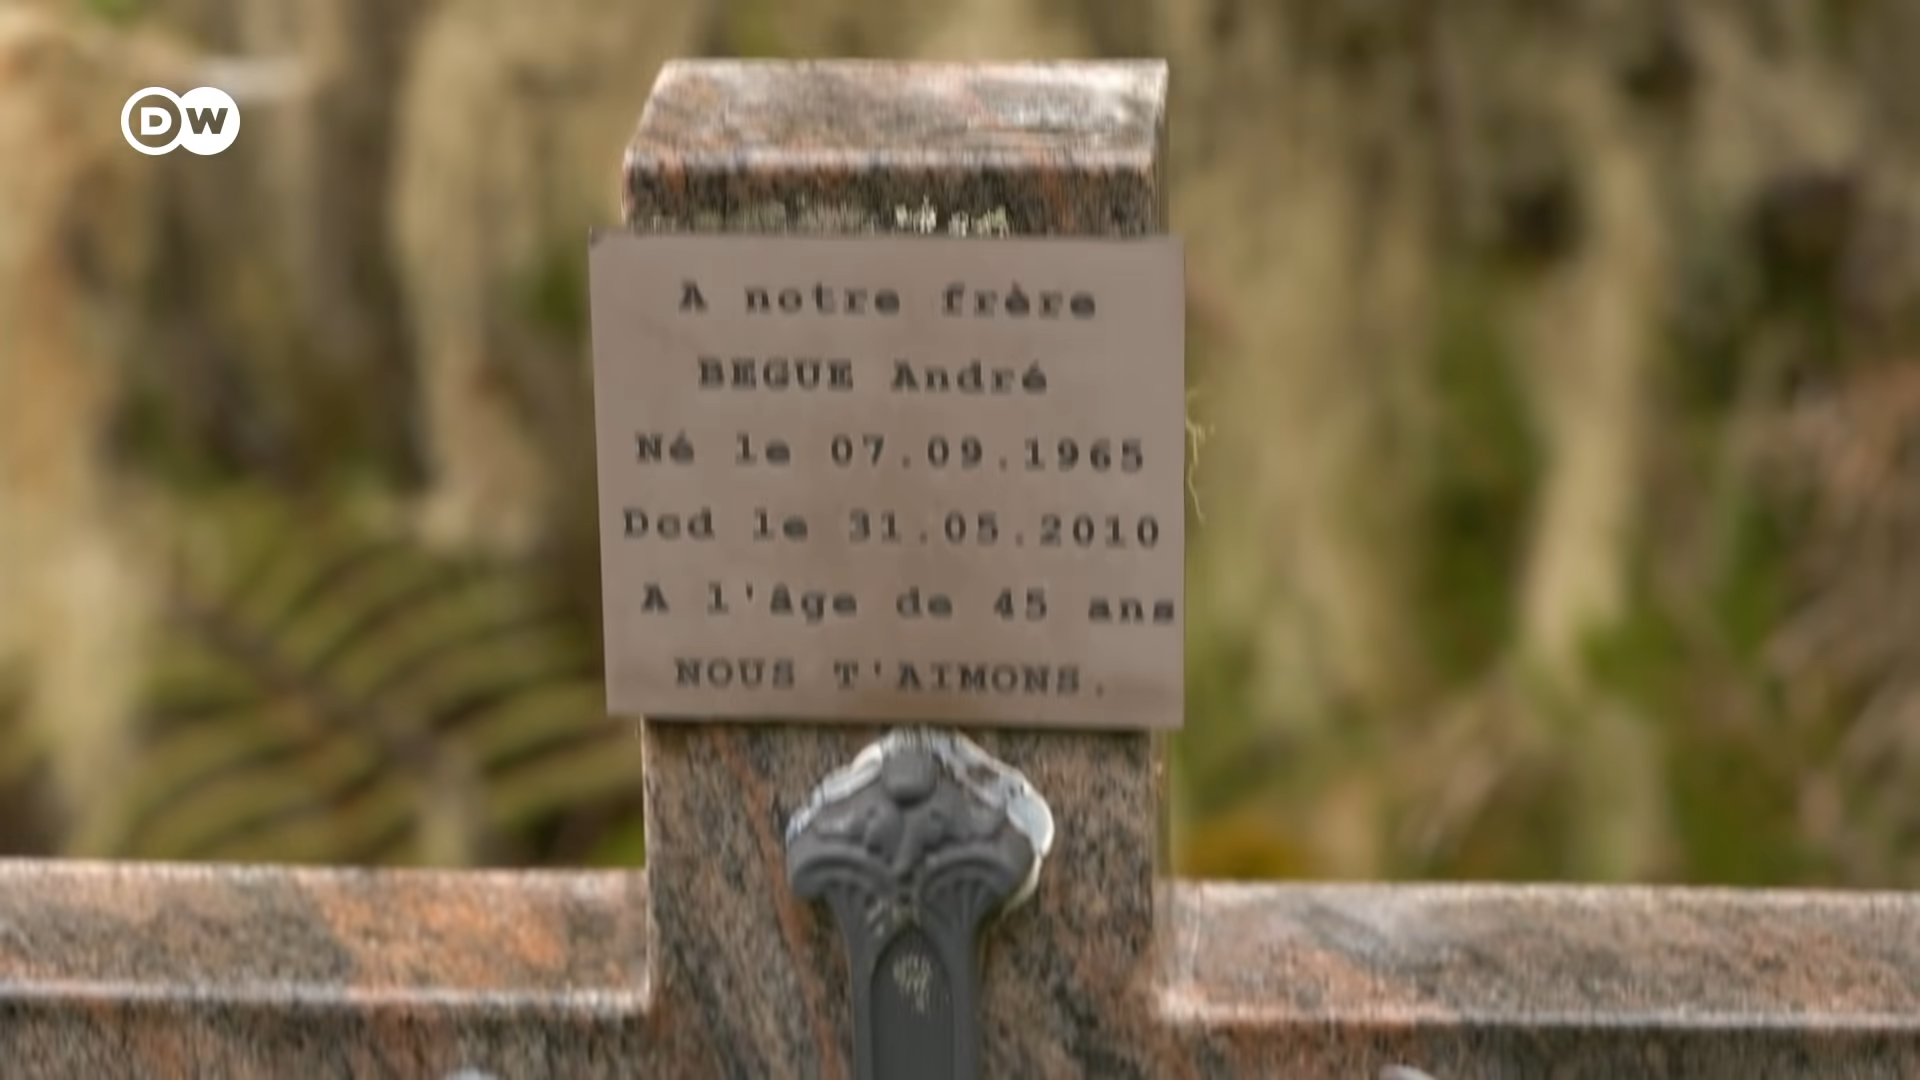 DW
A notre frère
BEGUE André
Né le 07.09.1965
Dcd le 31.05.2010
A l'âge de 45 ans
NOUS T'AIMONS.